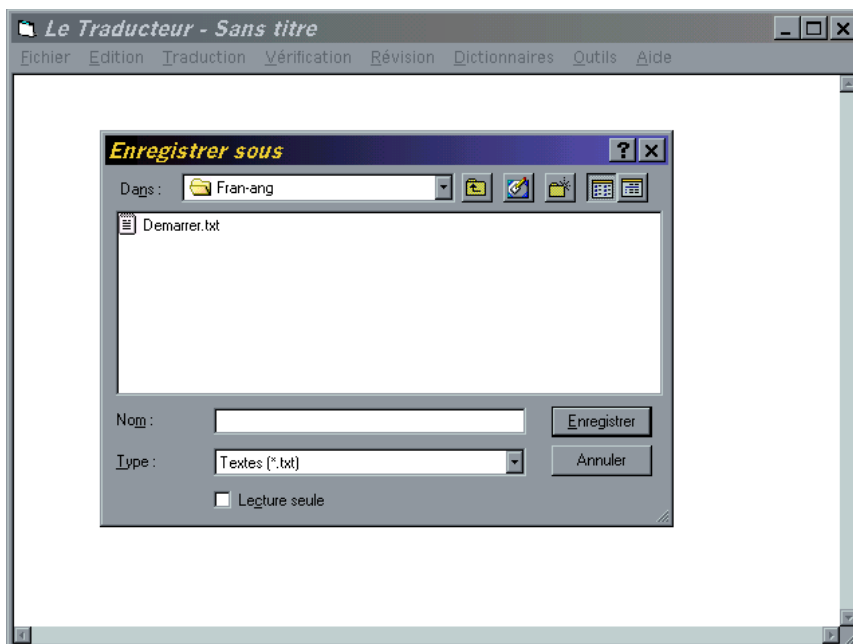 Le Traducteur - Sans titre
Fichier Edition Traduction Vérification Révision Dictionnaires Outils Aide
Enregistrer sous
Dans : Fran-ang
Demarrer.txt
Nom : Enregistrer
Type : Textes (*.txt) Annuler
Lecture seule